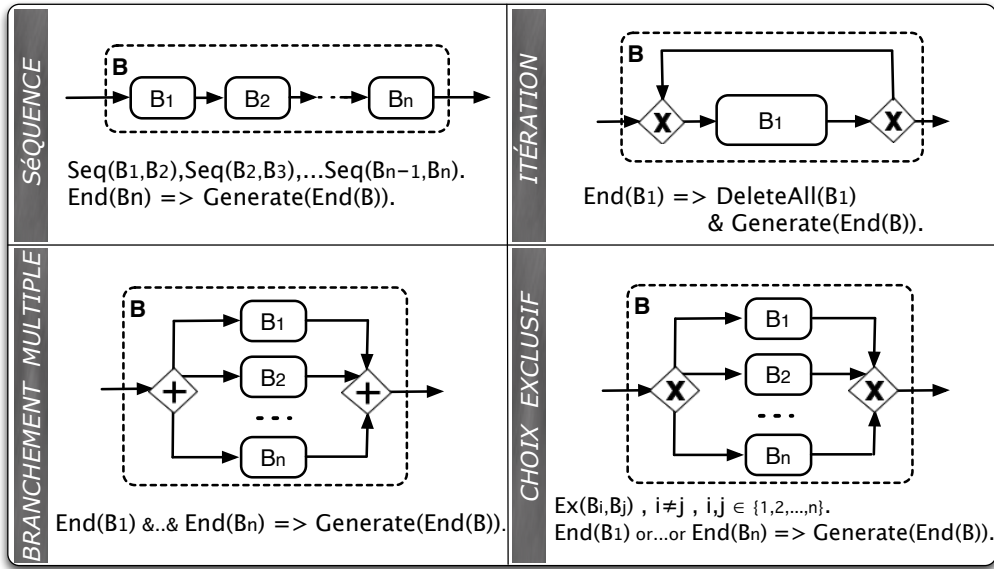 SéQUENCE
B
B1
B2
Bn
Seq(B1,B2),Seq(B2,B3),...Seq(Bn-1,Bn).
End(Bn) => Generate(End(B)).
ITÉRATION
B
X
B1
X
End(B1) => DeleteAll(B1)
& Generate(End(B)).
BRANCHEMENT MULTIPLE
B
B1
+
B2
+
Bn
End(B1) &..& End(Bn) => Generate(End(B)).
CHOIX EXCLUSIF
B
B1
X
B2
X
Bn
Ex(Bi,Bj) , i≠j , i,j ∈ {1,2,...,n}.
End(B1) or...or End(Bn) => Generate(End(B)).